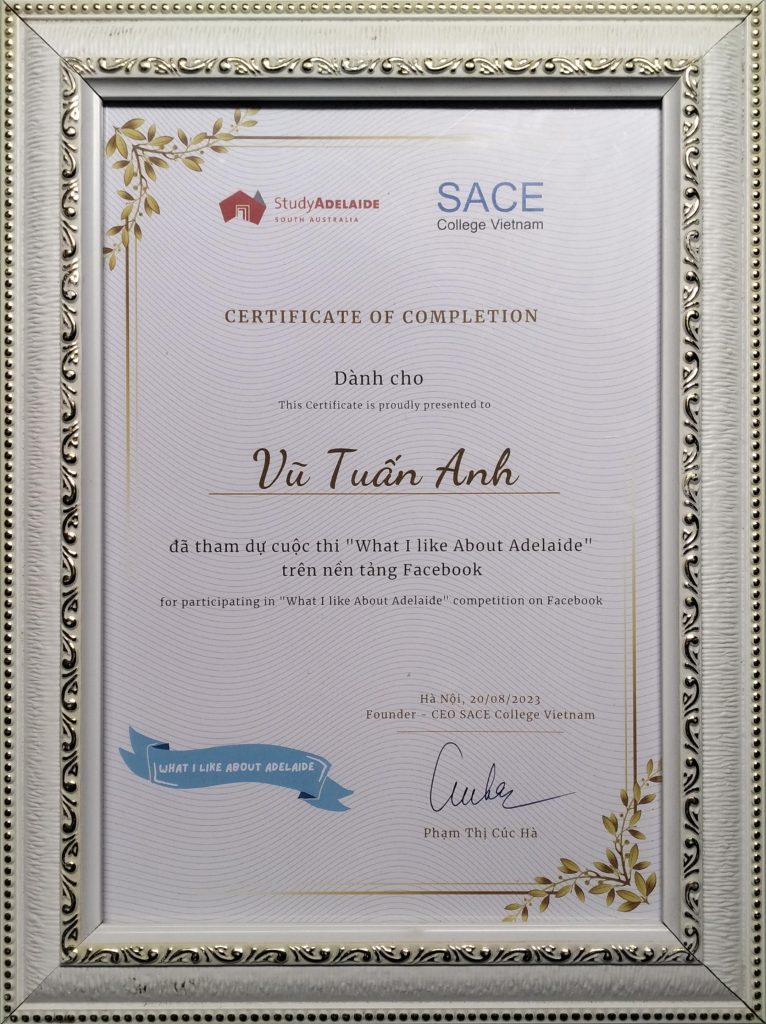 StudyADELAIDE
SOUTH AUSTRALIA
SACE
College Vietnam
CERTIFICATE OF COMPLETION
Dành cho
This Certificate is proudly presented to
Vũ Tuấn Anh
đã tham dự cuộc thi "What I like About Adelaide"
trên nền tảng Facebook
for participating in "What I like About Adelaide" competition on Facebook
Hà Nội, 20/08/2023
Founder - CEO SACE College Vietnam
WHAT I LIKE ABOUT ADELAIDE
Phạm Thị Cúc Hà